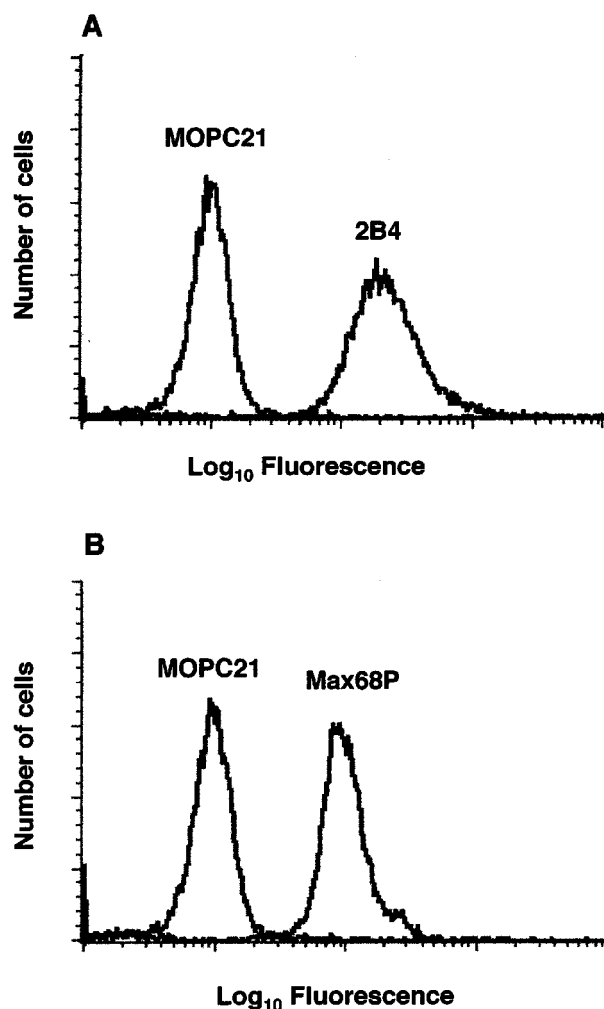 A
Number of cells
MOPC21
2B4
Log₁₀ Fluorescence
B
Number of cells
MOPC21
Max68P
Log₁₀ Fluorescence